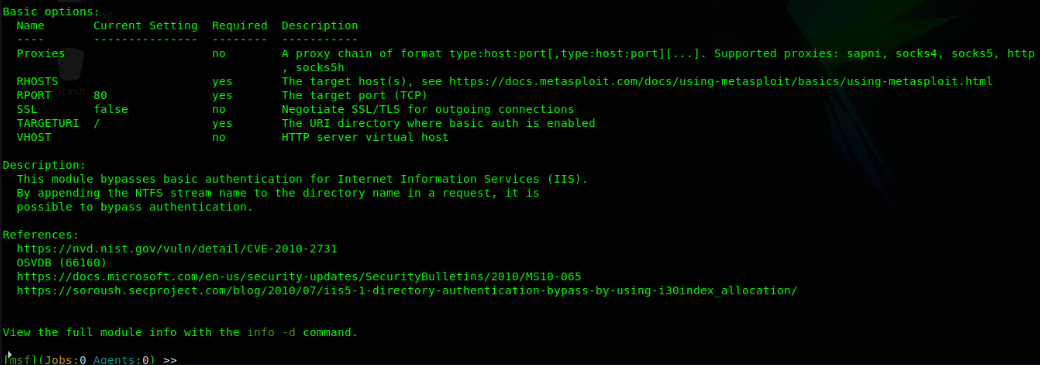 Basic options:
  Name       Current Setting  Required  Description
  ----       ---------------  --------  -----------
  Proxies                     no        A proxy chain of format type:host:port[,type:host:port][...]. Supported proxies: sapni, socks4, socks5, http
                                        , socks5h
  RHOSTS                      yes       The target host(s), see https://docs.metasploit.com/docs/using-metasploit/basics/using-metasploit.html
  RPORT      80               yes       The target port (TCP)
  SSL        false            no        Negotiate SSL/TLS for outgoing connections
  TARGETURI  /                yes       The URI directory where basic auth is enabled
  VHOST                       no        HTTP server virtual host
Trash
Description:
  This module bypasses basic authentication for Internet Information Services (IIS).
  By appending the NTFS stream name to the directory name in a request, it is
  possible to bypass authentication.
References:
  https://nvd.nist.gov/vuln/detail/CVE-2010-2731
  OSVDB (66160)
  https://docs.microsoft.com/en-us/security-updates/SecurityBulletins/2010/MS10-065
  https://soroush.secproject.com/blog/2010/07/iis5-1-directory-authentication-bypass-by-using-i30index_allocation/
View the full module info with the info -d command.
[msf](Jobs:0 Agents:0) >>